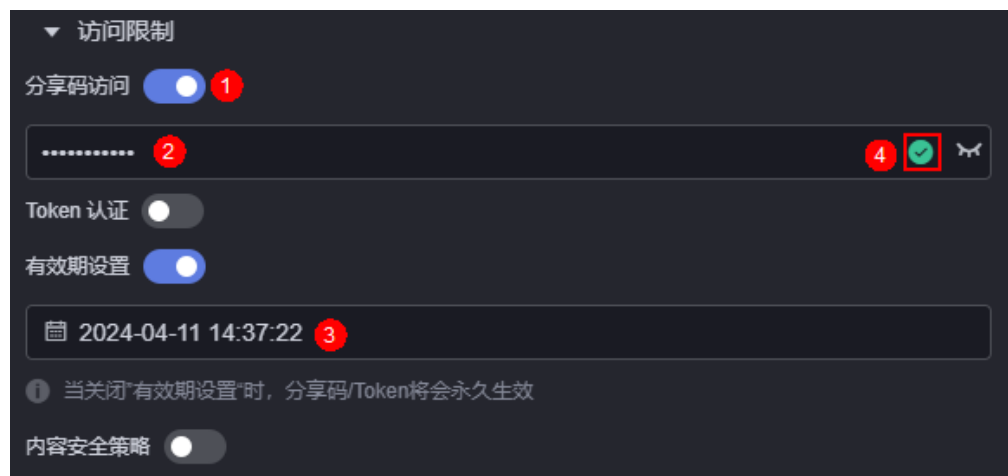 访问限制
分享码访问 1
••••••••••• 2 4
Token 认证
有效期设置
2024-04-11 14:37:22 3
当关闭"有效期设置"时，分享码/Token将会永久生效
内容安全策略